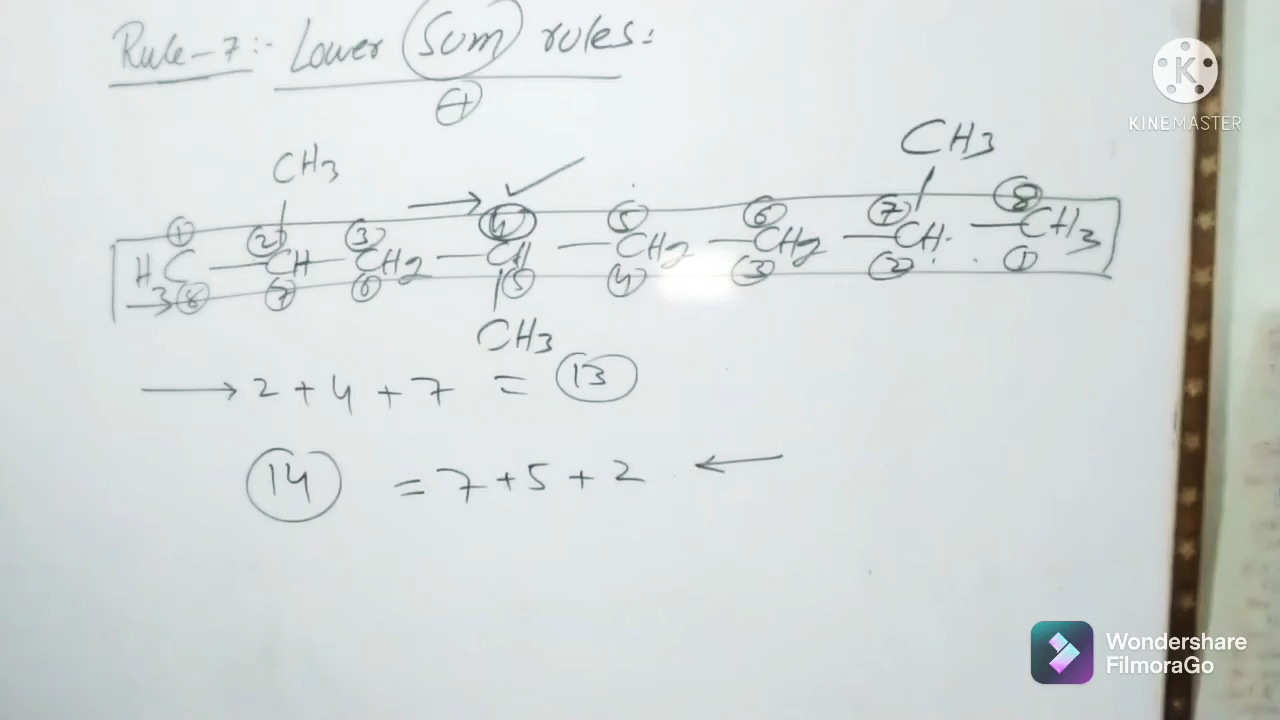 Rule-7:- Lower Sum rules:
+
KINEMASTER
CH3 CH3
1 2 3 4 5 6 7 8
H3C — CH — CH2 — CH — CH2 — CH2 — CH — CH3
8 7 6 5 4 3 2 1
CH3
→ 2 + 4 + 7 = 13
14 = 7 + 5 + 2 ←
Wondershare
FilmoraGo